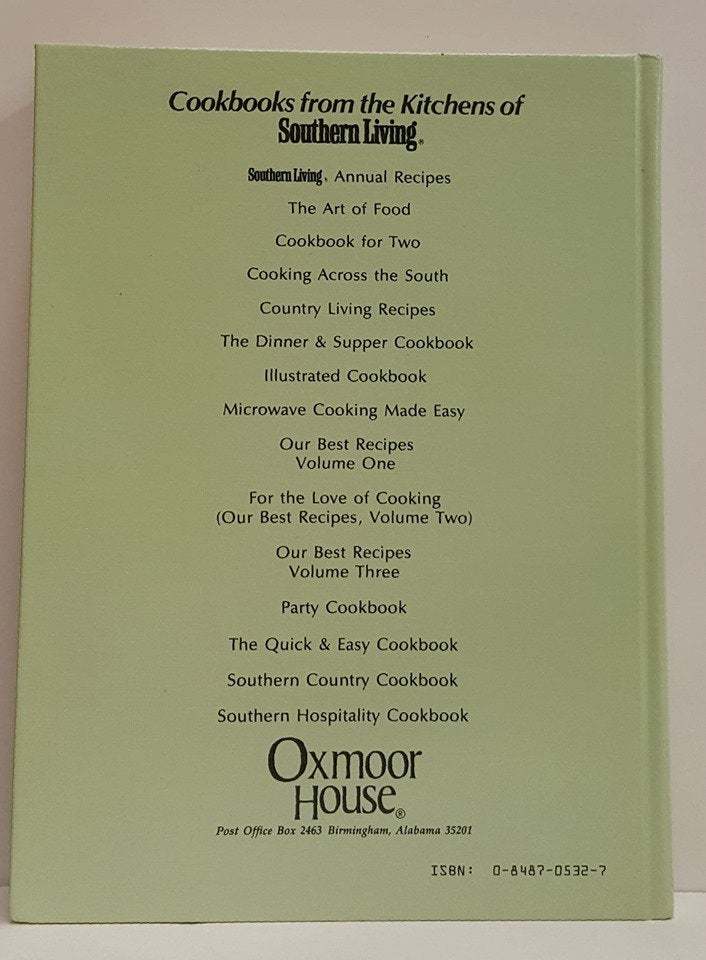 Cookbooks from the Kitchens of
Southern Living®
Southern Living® Annual Recipes
The Art of Food
Cookbook for Two
Cooking Across the South
Country Living Recipes
The Dinner & Supper Cookbook
Illustrated Cookbook
Microwave Cooking Made Easy
Our Best Recipes
Volume One
For the Love of Cooking
(Our Best Recipes, Volume Two)
Our Best Recipes
Volume Three
Party Cookbook
The Quick & Easy Cookbook
Southern Country Cookbook
Southern Hospitality Cookbook
Oxmoor
House®
Post Office Box 2463 Birmingham, Alabama 35201
ISBN: 0-8487-0532-7